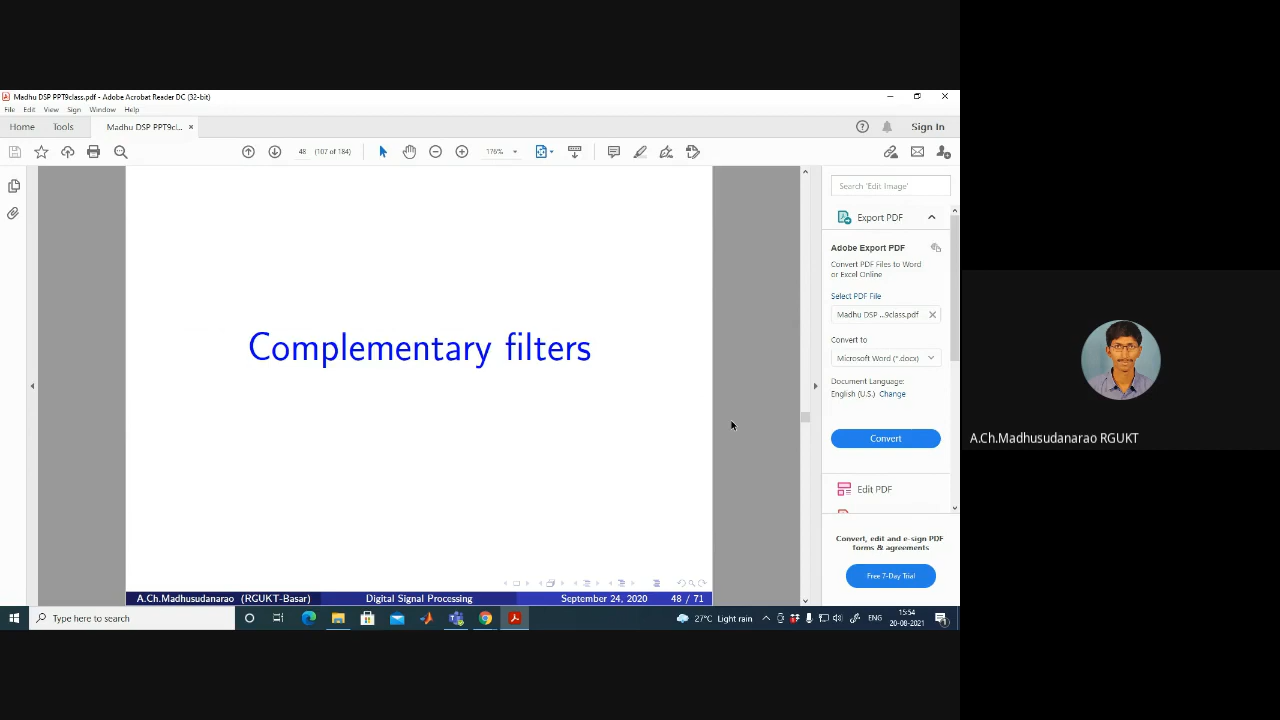 Madhu DSP PPT9class.pdf - Adobe Acrobat Reader DC (32-bit)
File Edit View Sign Window Help
Home Tools Madhu DSP PPT9cl... × Sign In
48 (107 of 184) 176%
Search 'Edit Image'
Export PDF
Adobe Export PDF
Convert PDF Files to Word
or Excel Online
Select PDF File
Madhu DSP ...9class.pdf
Convert to
Microsoft Word (*.docx)
Document Language:
English (U.S.) Change
Convert
Edit PDF
Convert, edit and e-sign PDF
forms & agreements
Free 7-Day Trial
Complementary filters
A.Ch.Madhusudanarao (RGUKT-Basar) Digital Signal Processing September 24, 2020 48 / 71
A.Ch.Madhusudanarao RGUKT
Type here to search
27°C Light rain
ENG
15:54
20-08-2021